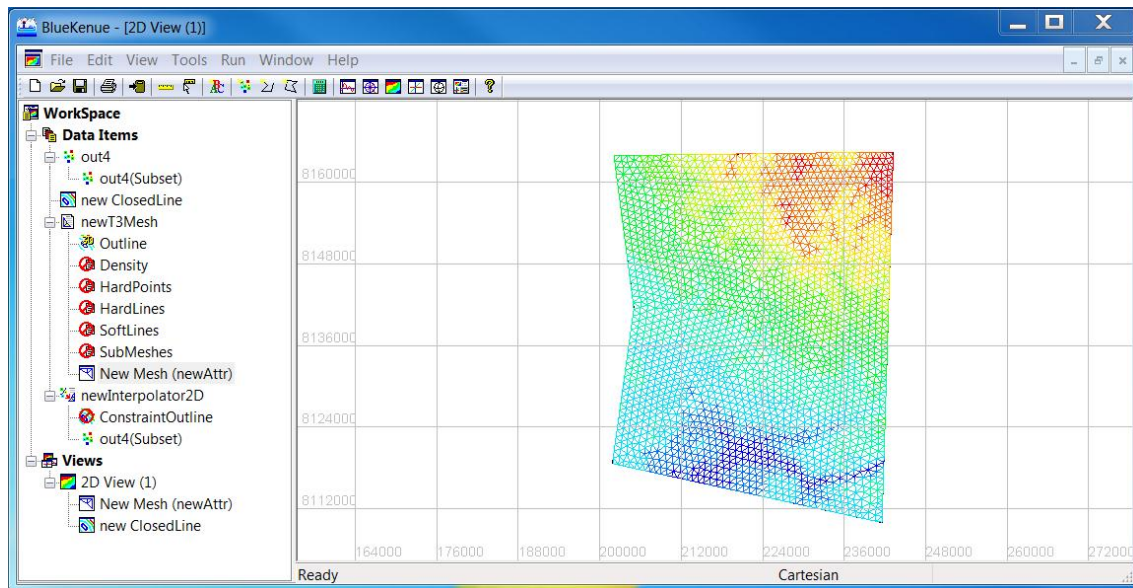 BlueKenue - [2D View (1)]
File Edit View Tools Run Window Help
WorkSpace
Data Items
out4
out4(Subset)
new ClosedLine
newT3Mesh
Outline
Density
HardPoints
HardLines
SoftLines
SubMeshes
New Mesh (newAttr)
newInterpolator2D
ConstraintOutline
out4(Subset)
Views
2D View (1)
New Mesh (newAttr)
new ClosedLine
8160000
8148000
8136000
8124000
8112000
164000 176000 188000 200000 212000 224000 236000 248000 260000 272000
Ready Cartesian